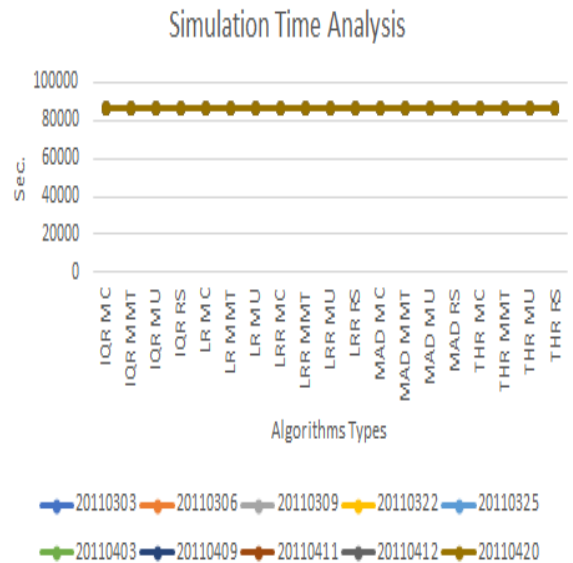 Simulation Time Analysis
100000
80000
60000
40000
20000
0
Sec.
IQR MC
IQR MMT
IQR MU
IQR RS
LR MC
LR MMT
LR MU
LRR MC
LRR MMT
LRR MU
LRR RS
MAD MC
MAD MMT
MAD MU
MAD RS
THR MC
THR MMT
THR MU
THR RS
Algorithms Types
20110303 20110306 20110309 20110322 20110325
20110403 20110409 20110411 20110412 20110420